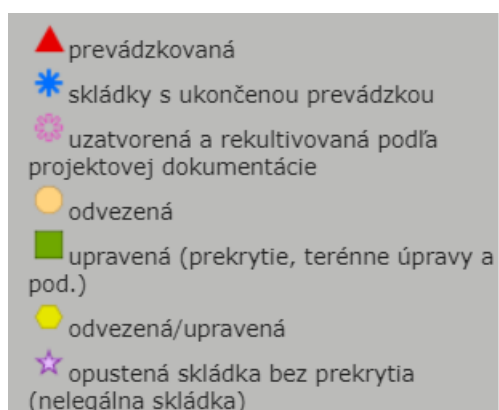 prevádzkovaná
skládky s ukončenou prevádzkou
uzatvorená a rekultivovaná podľa
projektovej dokumentácie
odvezená
upravená (prekrytie, terénne úpravy a
pod.)
odvezená/upravená
opustená skládka bez prekrytia
(nelegálna skládka)